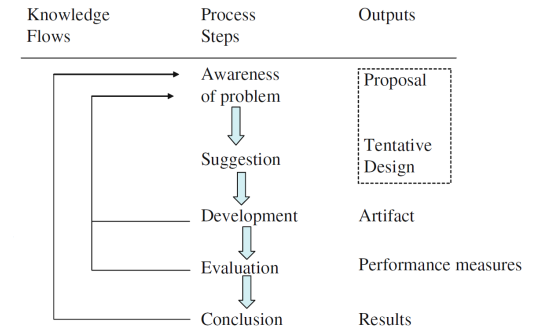 Knowledge Flows
Process Steps
Outputs
Awareness of problem
Proposal
Suggestion
Tentative Design
Development
Artifact
Evaluation
Performance measures
Conclusion
Results